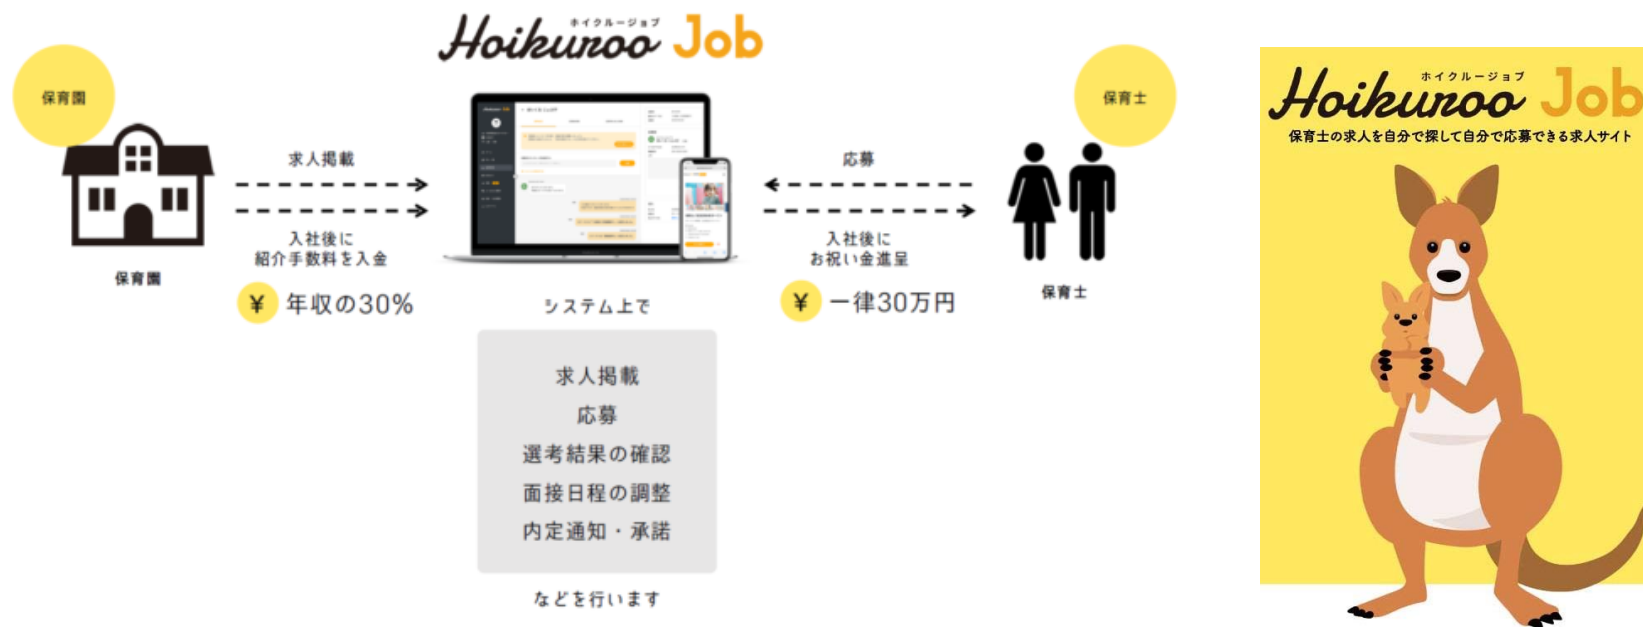 ホイクルージョブ
Hoikuroo Job
保育園
求人掲載
入社後に
紹介手数料を入金
¥ 年収の30%
保育園
システム上で
求人掲載
応募
選考結果の確認
面接日程の調整
内定通知・承諾
などを行います
保育士
応募
入社後に
お祝い金進呈
¥ 一律30万円
保育士
ホイクルージョブ
Hoikuroo Job
保育士の求人を自分で探して自分で応募できる求人サイト